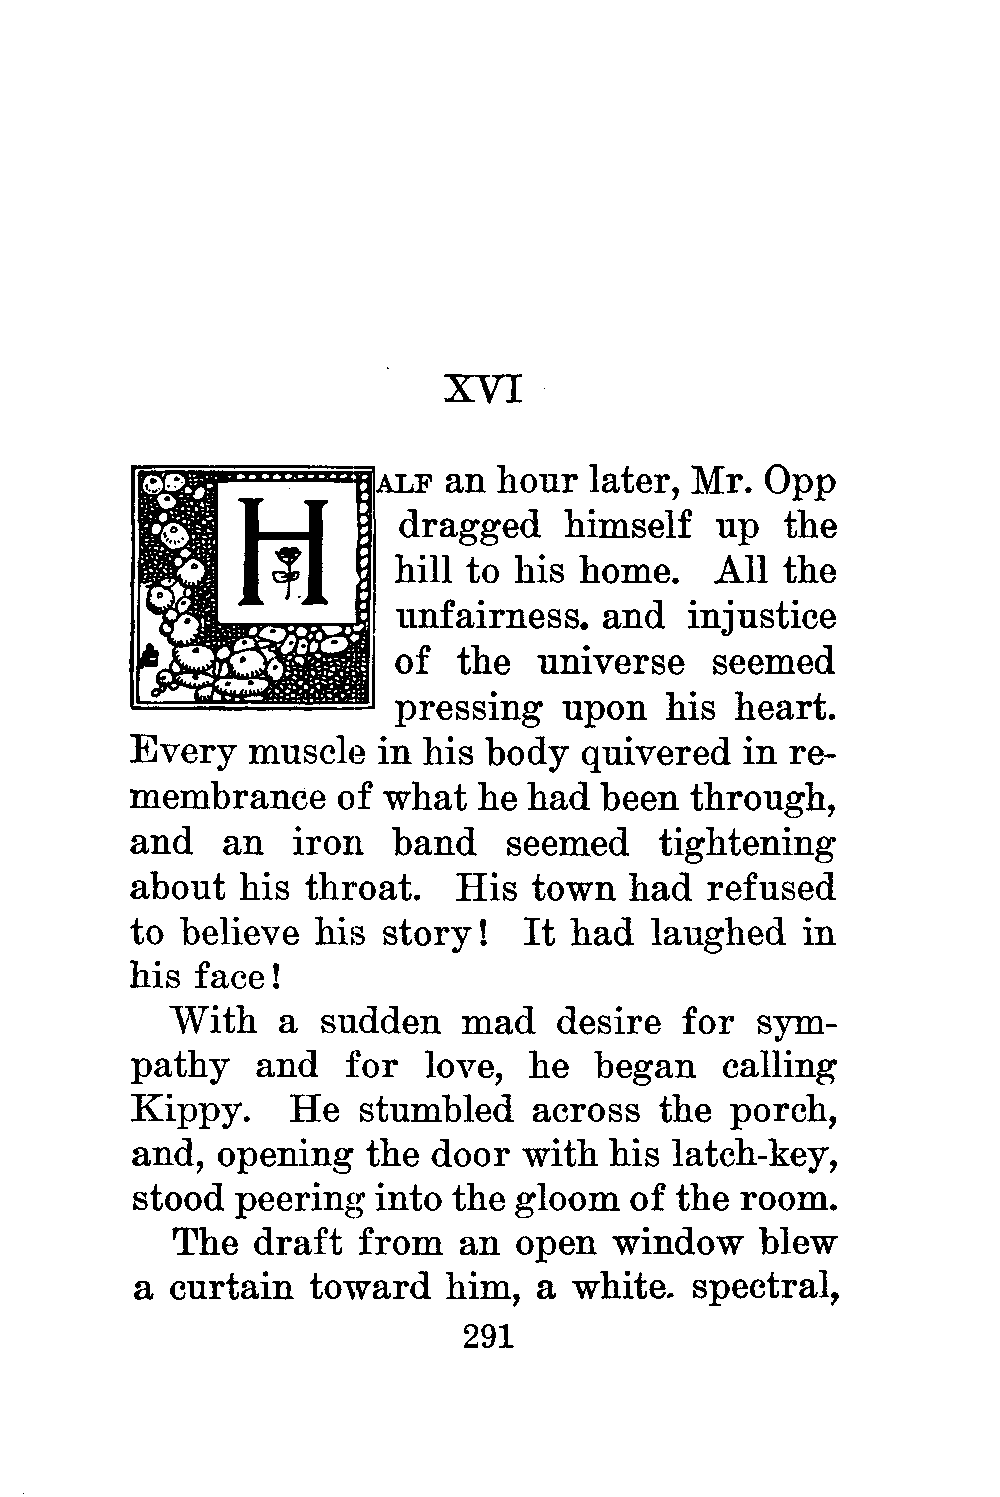 XVI
HALF an hour later, Mr. Opp
dragged himself up the
hill to his home. All the
unfairness. and injustice
of the universe seemed
pressing upon his heart.
Every muscle in his body quivered in re-
membrance of what he had been through,
and an iron band seemed tightening
about his throat. His town had refused
to believe his story! It had laughed in
his face!
With a sudden mad desire for sym-
pathy and for love, he began calling
Kippy. He stumbled across the porch,
and, opening the door with his latch-key,
stood peering into the gloom of the room.
The draft from an open window blew
a curtain toward him, a white. spectral,
291